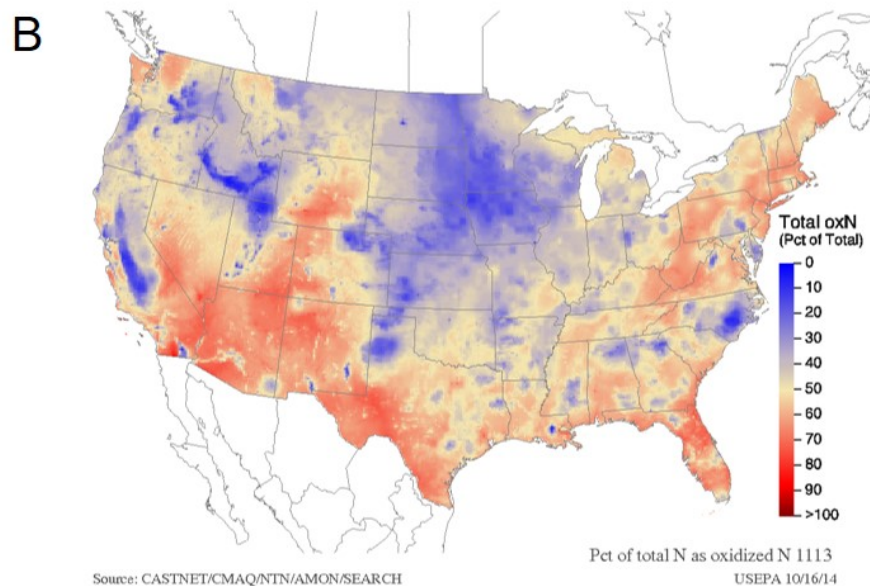 B
Total oxN
(Pct of Total)
0
10
20
30
40
50
60
70
80
90
>100
Pct of total N as oxidized N 1113
Source: CASTNET/CMAQ/NTN/AMON/SEARCH
USEPA 10/16/14